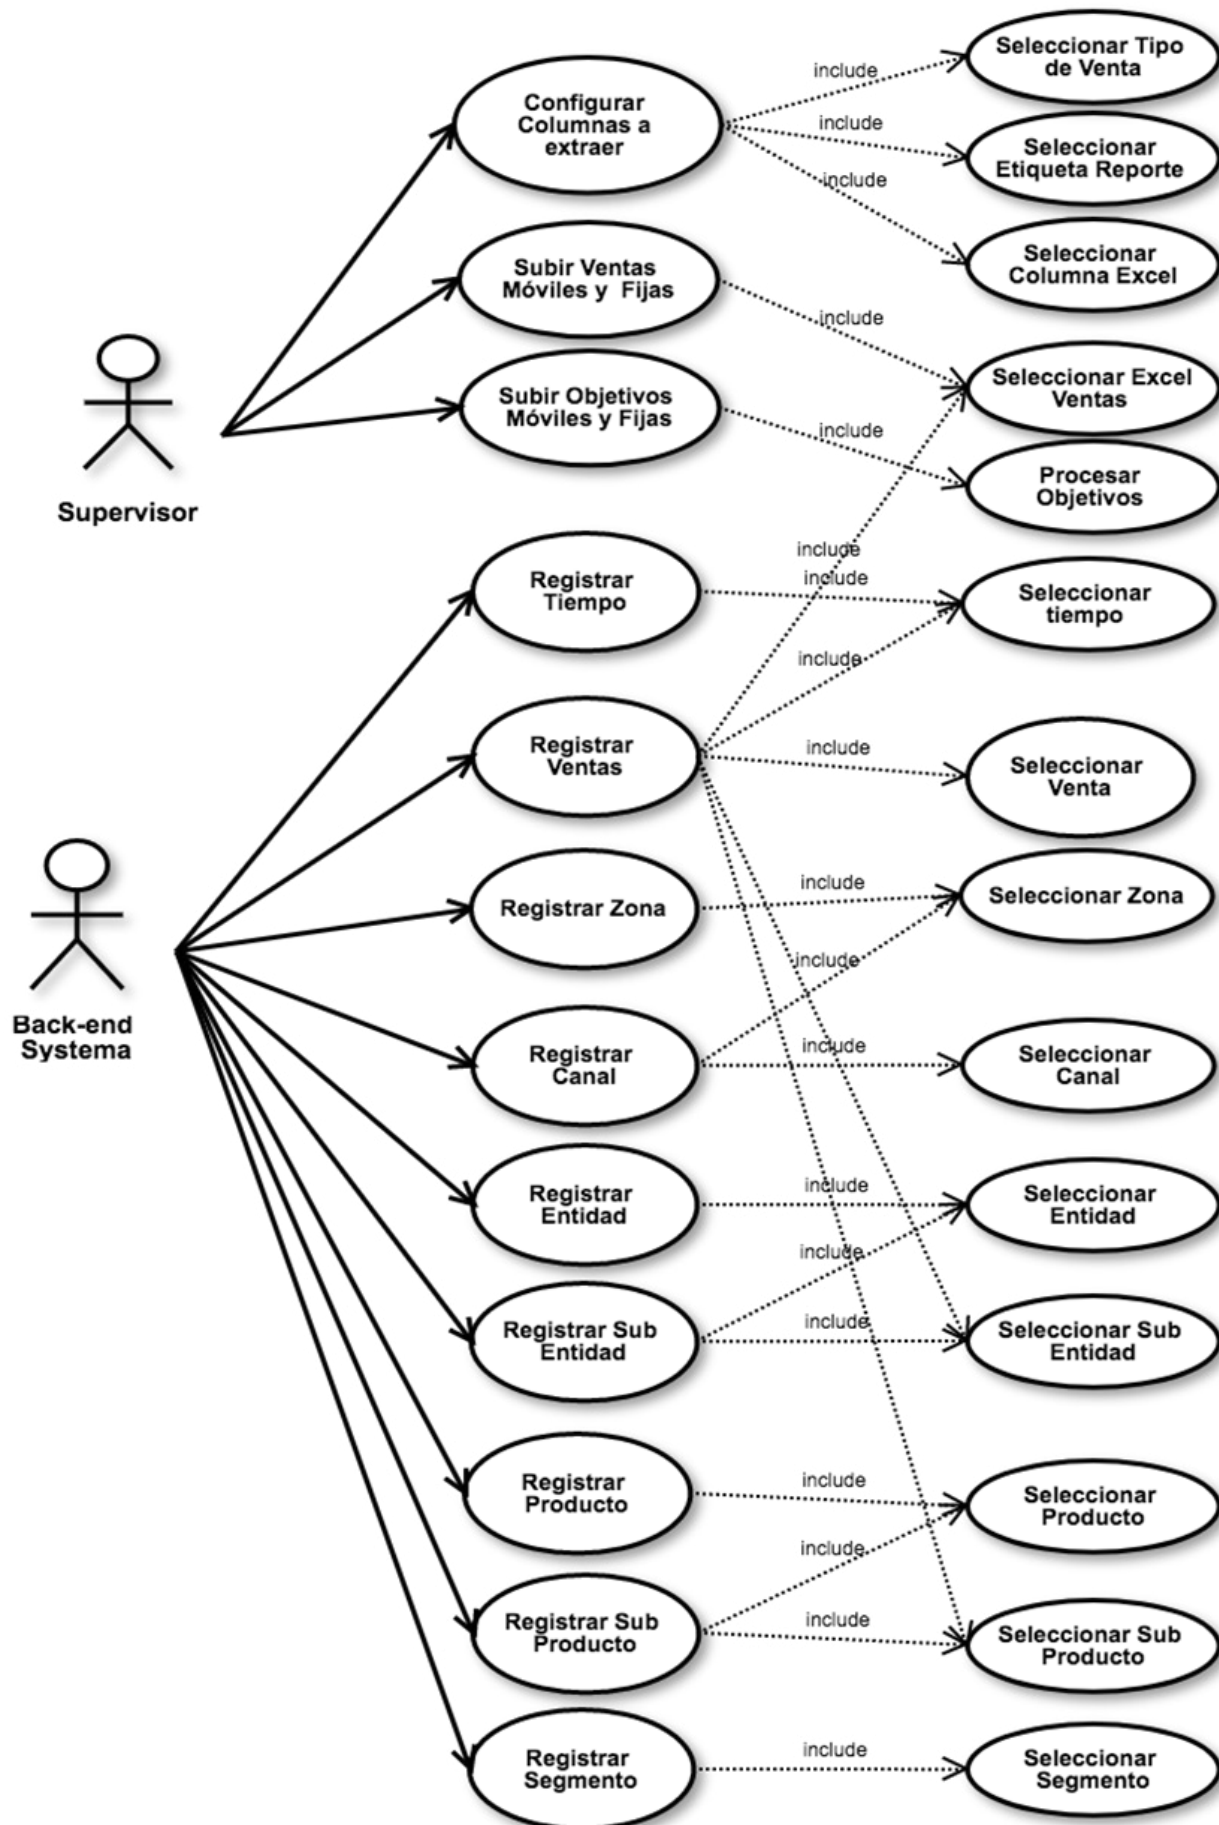 Seleccionar Tipo
de Venta
include
Configurar
Columnas a
extraer
include
Seleccionar
Etiqueta Reporte
include
Seleccionar
Columna Excel
Subir Ventas
Móviles y  Fijas
include
Seleccionar Excel
Ventas
Subir Objetivos
Móviles y Fijas
include
Procesar
Objetivos
Supervisor
include
Registrar
Tiempo
include
Seleccionar
tiempo
include
Registrar
Ventas
include
Seleccionar
Venta
Registrar Zona
include
Seleccionar Zona
include
Back-end
Systema
Registrar
Canal
include
Seleccionar
Canal
Registrar
Entidad
include
Seleccionar
Entidad
include
Registrar Sub
Entidad
include
Seleccionar Sub
Entidad
Registrar
Producto
include
Seleccionar
Producto
include
Registrar Sub
Producto
include
Seleccionar Sub
Producto
Registrar
Segmento
include
Seleccionar
Segmento